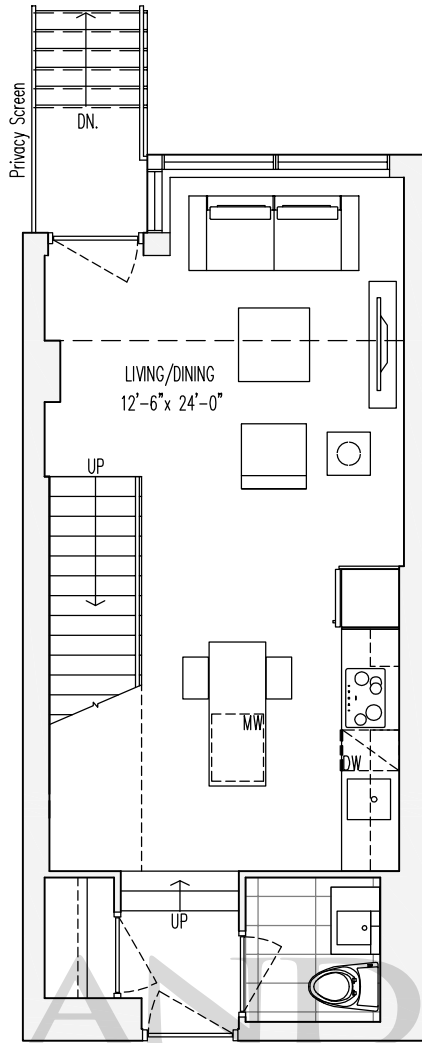 Privacy Screen
DN.
LIVING/DINING
12'-6"x 24'-0"
UP
MW
DW
UP
AND